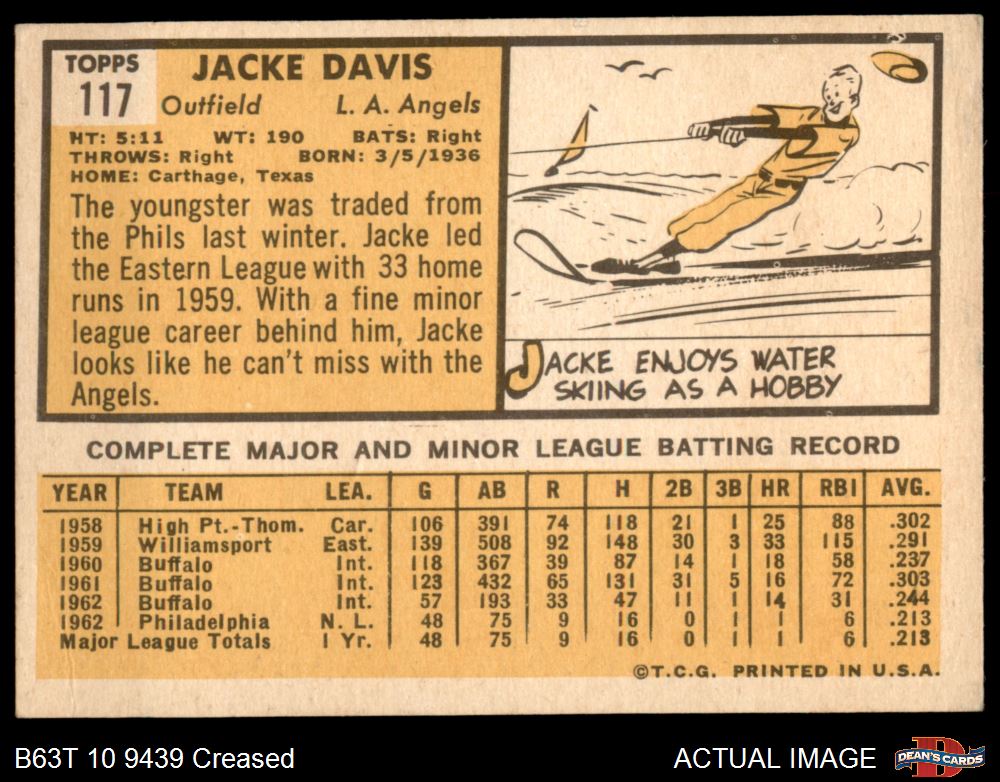 TOPPS
117
JACKE DAVIS
Outfield L. A. Angels
HT: 5:11 WT: 190 BATS: Right
THROWS: Right BORN: 3/5/1936
HOME: Carthage, Texas
The youngster was traded from
the Phils last winter. Jacke led
the Eastern League with 33 home
runs in 1959. With a fine minor
league career behind him, Jacke
looks like he can't miss with the
Angels.
JACKE ENJOYS WATER
SKIING AS A HOBBY
COMPLETE MAJOR AND MINOR LEAGUE BATTING RECORD
YEAR TEAM LEA. G AB R H 2B 3B HR RBI AVG.
1958 High Pt.-Thom. Car. 106 391 74 118 21 1 25 88 .302
1959 Williamsport East. 139 508 92 148 30 3 33 115 .291
1960 Buffalo Int. 118 367 39 87 14 1 18 58 .237
1961 Buffalo Int. 123 432 65 131 31 5 16 72 .303
1962 Buffalo Int. 57 193 33 47 11 1 14 31 .244
1962 Philadelphia N. L. 48 75 9 16 0 1 1 6 .213
Major League Totals 1 Yr. 48 75 9 16 0 1 1 6 .213
©T.C.G. PRINTED IN U.S.A.
B63T 10 9439 Creased ACTUAL IMAGE
D
DEAN'S CARDS